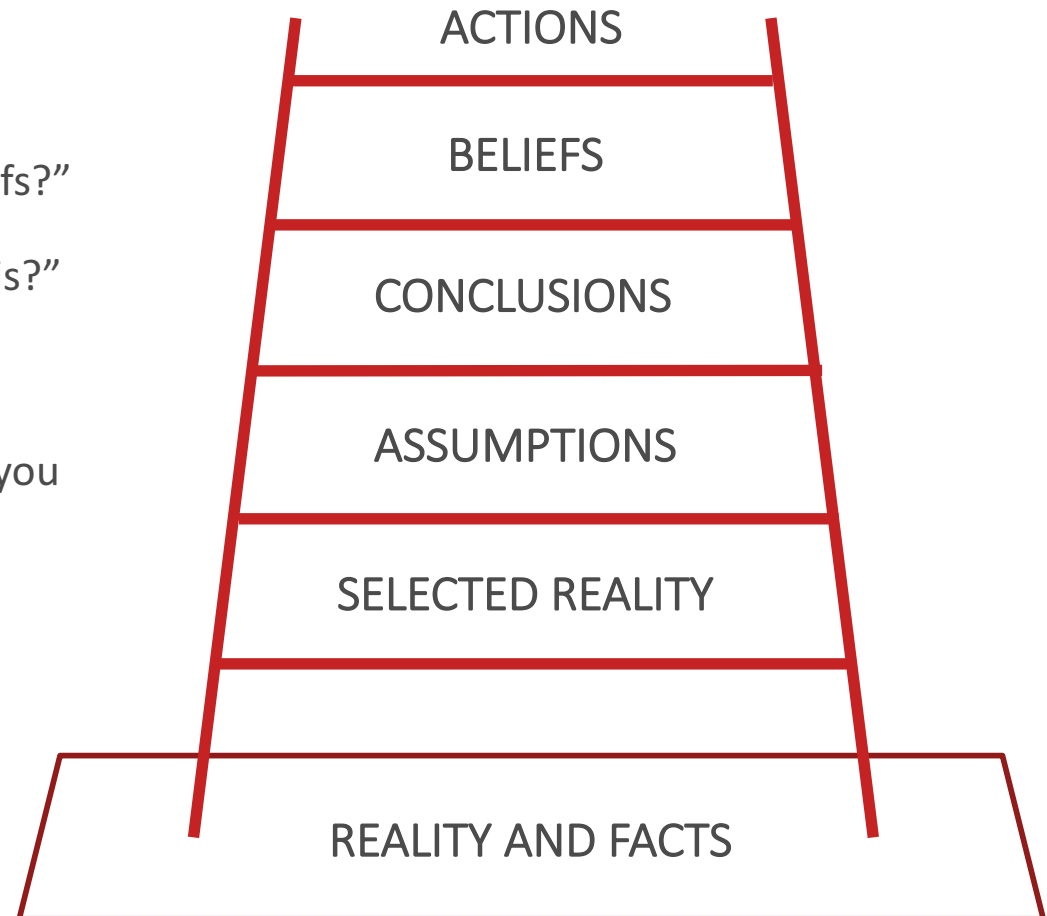 ACTIONS
BELIEFS
fs?”
CONCLUSIONS
s?”
ASSUMPTIONS
you
SELECTED REALITY
REALITY AND FACTS